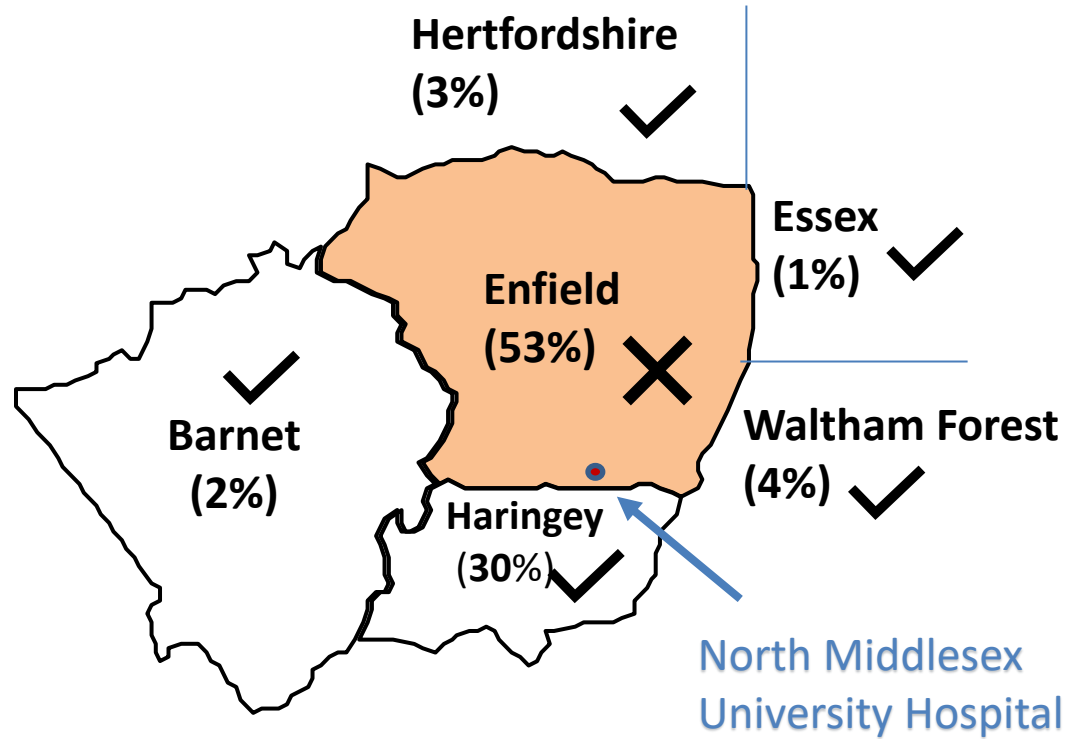 Hertfordshire
(3%)
Essex
(1%)
Enfield
(53%)
Barnet
(2%)
Waltham Forest
(4%)
Haringey
(30%)
North Middlesex
University Hospital